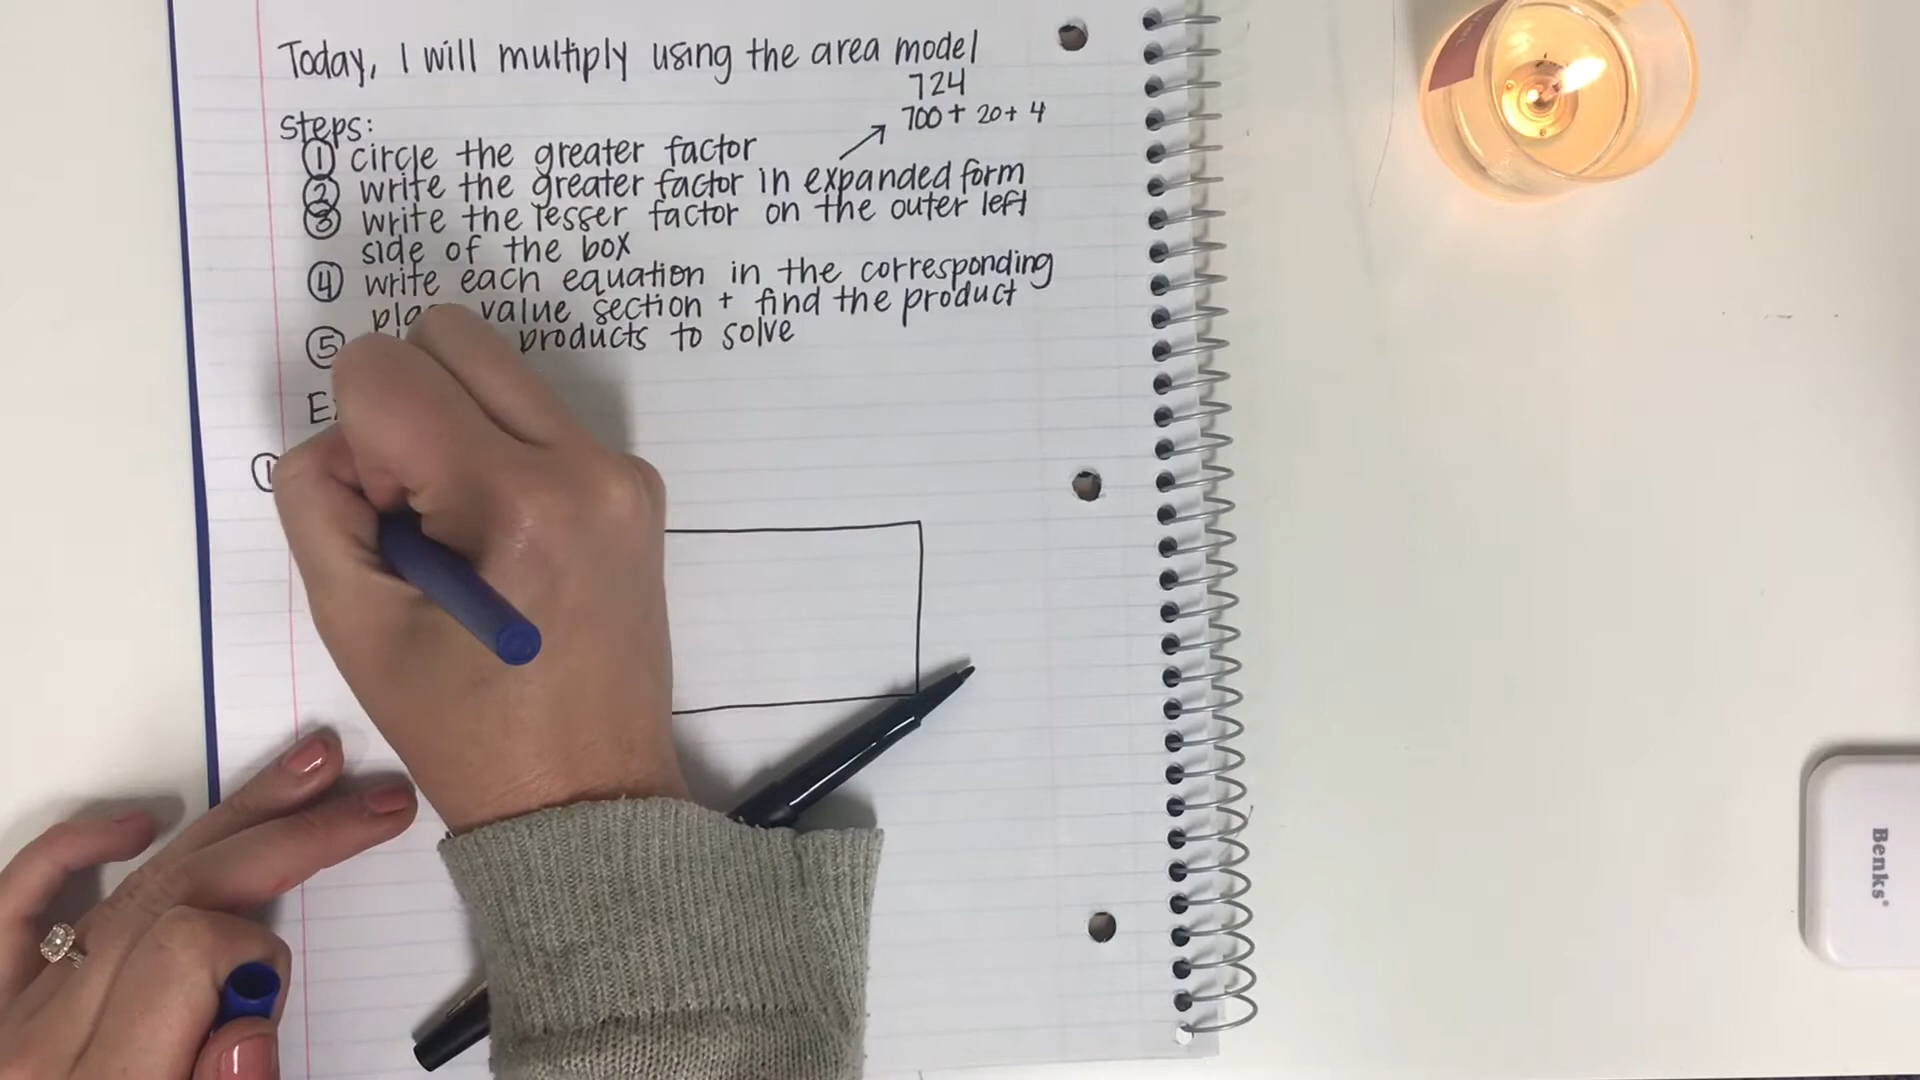 Today, I will multiply using the area model
724
700 + 20 + 4
steps:
① circle the greater factor
② write the greater factor in expanded form
③ write the lesser factor on the outer left
side of the box
④ write each equation in the corresponding
value section + find the product
⑤ products to solve
①
Benks®